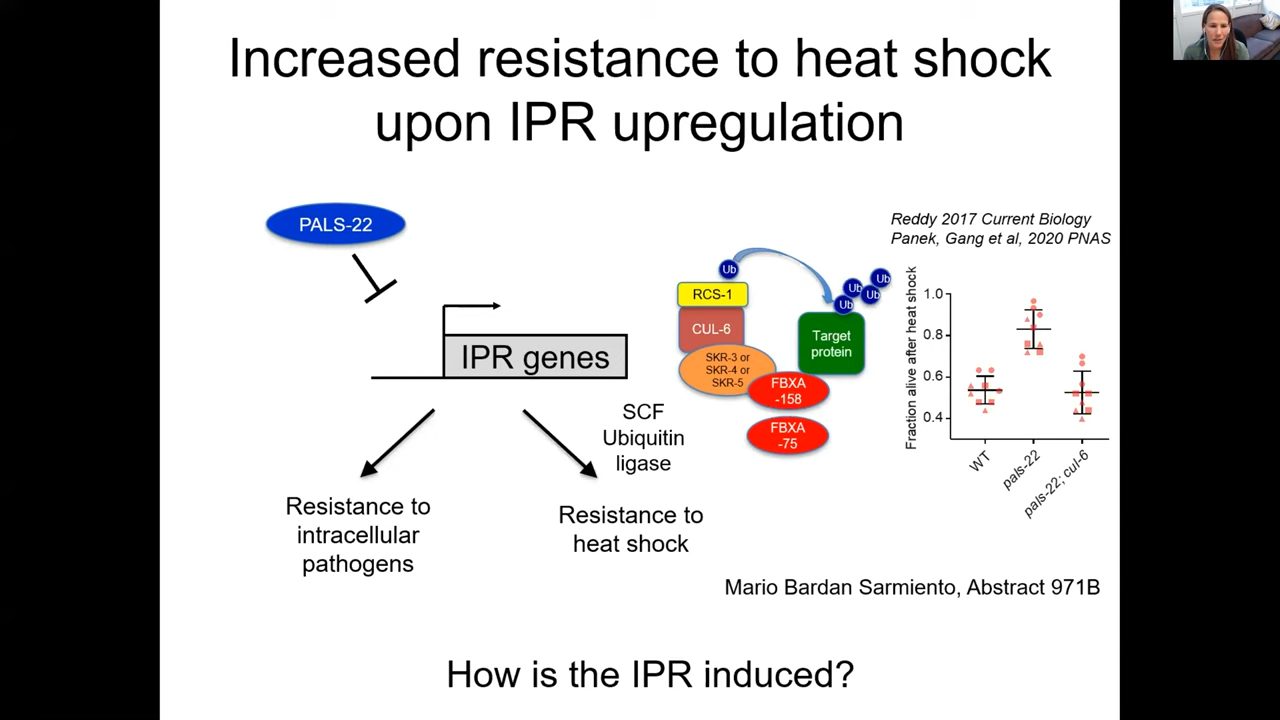 Increased resistance to heat shock
upon IPR upregulation
PALS-22
IPR genes
Resistance to
intracellular
pathogens
SCF
Ubiquitin
ligase
Resistance to
heat shock
Ub
RCS-1
CUL-6
SKR-3 or
SKR-4 or
SKR-5
FBXA
-158
FBXA
-75
Target
protein
Ub
Ub
Ub
Ub
Reddy 2017 Current Biology
Panek, Gang et al, 2020 PNAS
Fraction alive after heat shock
1.0
0.8
0.6
0.4
WT
pals-22
pals-22; cul-6
Mario Bardan Sarmiento, Abstract 971B
How is the IPR induced?